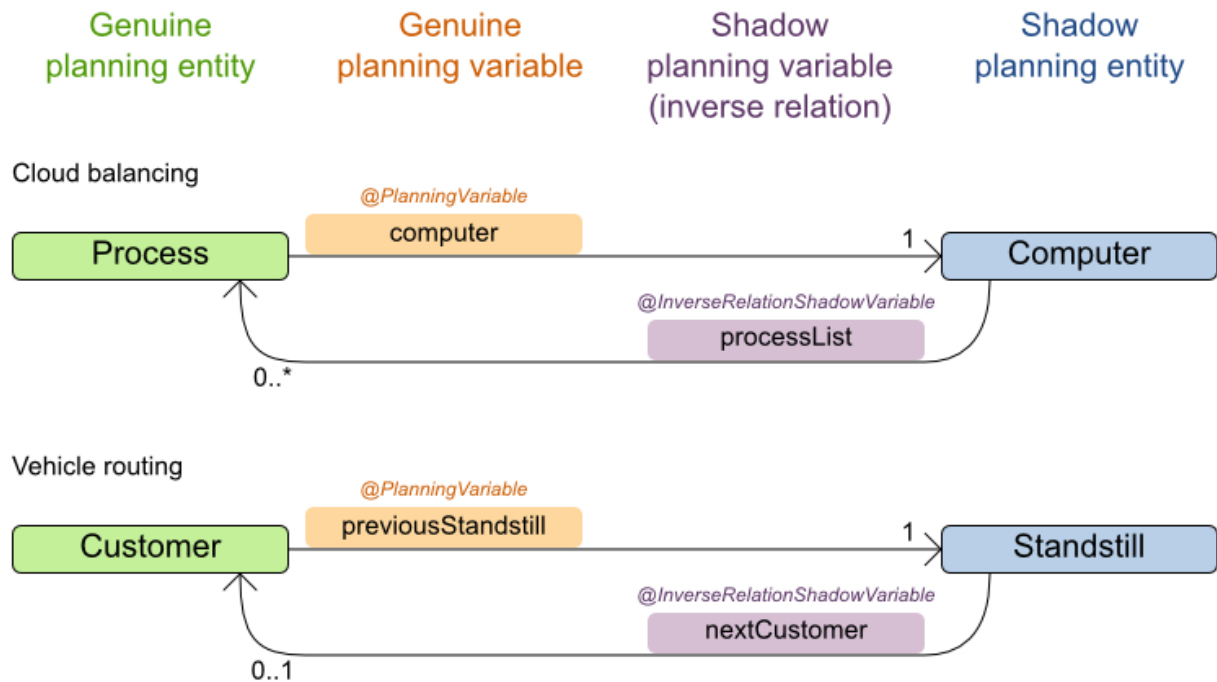 Genuine
planning entity
Genuine
planning variable
Shadow
planning variable
(inverse relation)
Shadow
planning entity
Cloud balancing
@PlanningVariable
computer
Process
1
Computer
@InverseRelationShadowVariable
processList
0..*
Vehicle routing
@PlanningVariable
previousStandstill
Customer
1
Standstill
@InverseRelationShadowVariable
nextCustomer
0..1